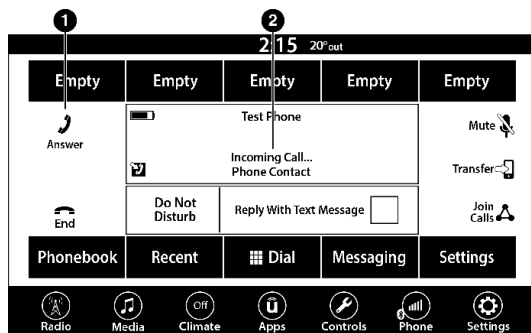 1 2
2:15 20°out
Empty Empty Empty Empty Empty
Test Phone
Answer
Mute
Incoming Call...
Phone Contact
Transfer
End
Do Not
Disturb
Reply With Text Message
Join
Calls
Phonebook Recent Dial Messaging Settings
Off
û
Radio Media Climate Apps Controls Phone Settings